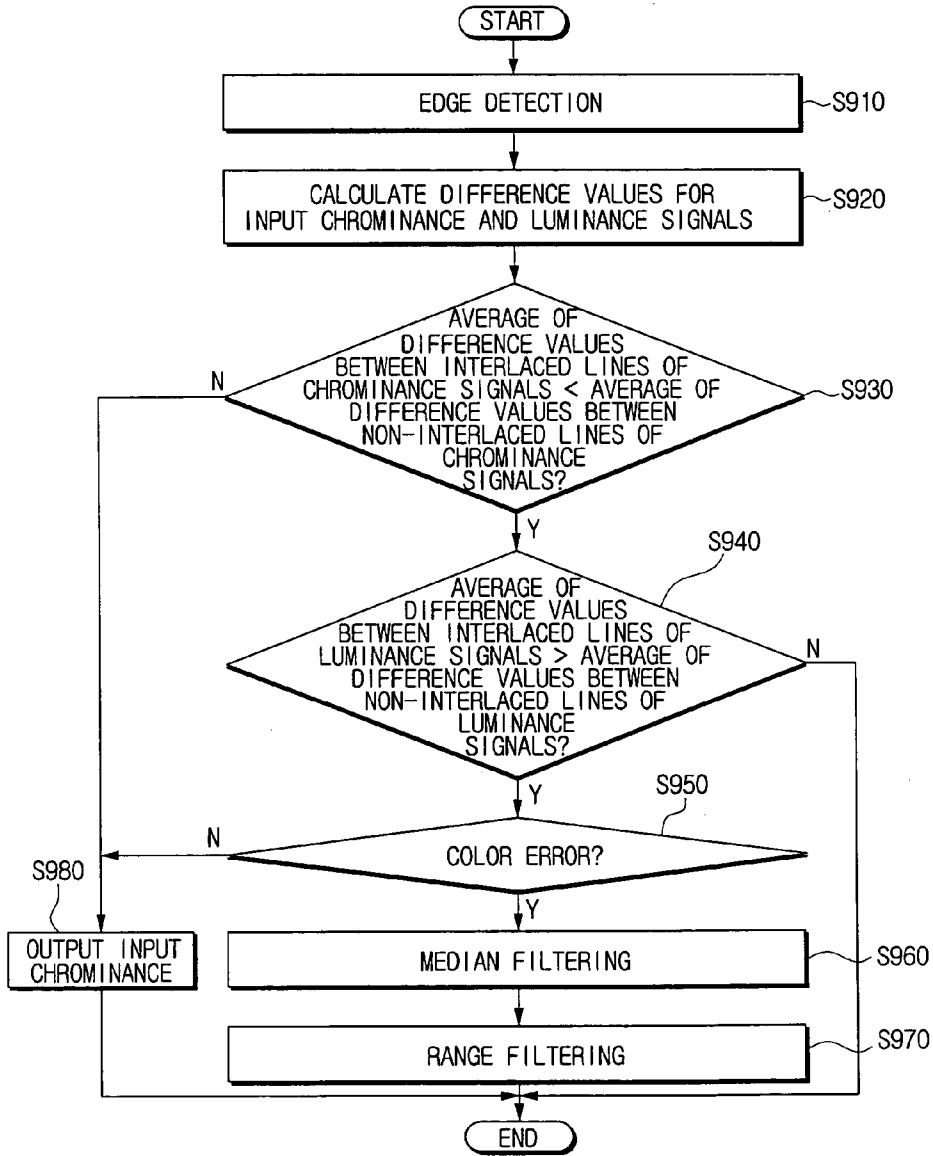 START
EDGE DETECTION
S910
CALCULATE DIFFERENCE VALUES FOR
INPUT CHROMINANCE AND LUMINANCE SIGNALS
S920
AVERAGE OF
DIFFERENCE VALUES
BETWEEN INTERLACED LINES OF
CHROMINANCE SIGNALS < AVERAGE OF
DIFFERENCE VALUES BETWEEN
NON-INTERLACED LINES OF
CHROMINANCE
SIGNALS?
N
S930
Y
S940
AVERAGE OF
DIFFERENCE VALUES
BETWEEN INTERLACED LINES OF
LUMINANCE SIGNALS > AVERAGE OF
DIFFERENCE VALUES BETWEEN
NON-INTERLACED LINES OF
LUMINANCE
SIGNALS?
N
Y
S950
N
COLOR ERROR?
S980
Y
OUTPUT INPUT
CHROMINANCE
MEDIAN FILTERING
S960
RANGE FILTERING
S970
END